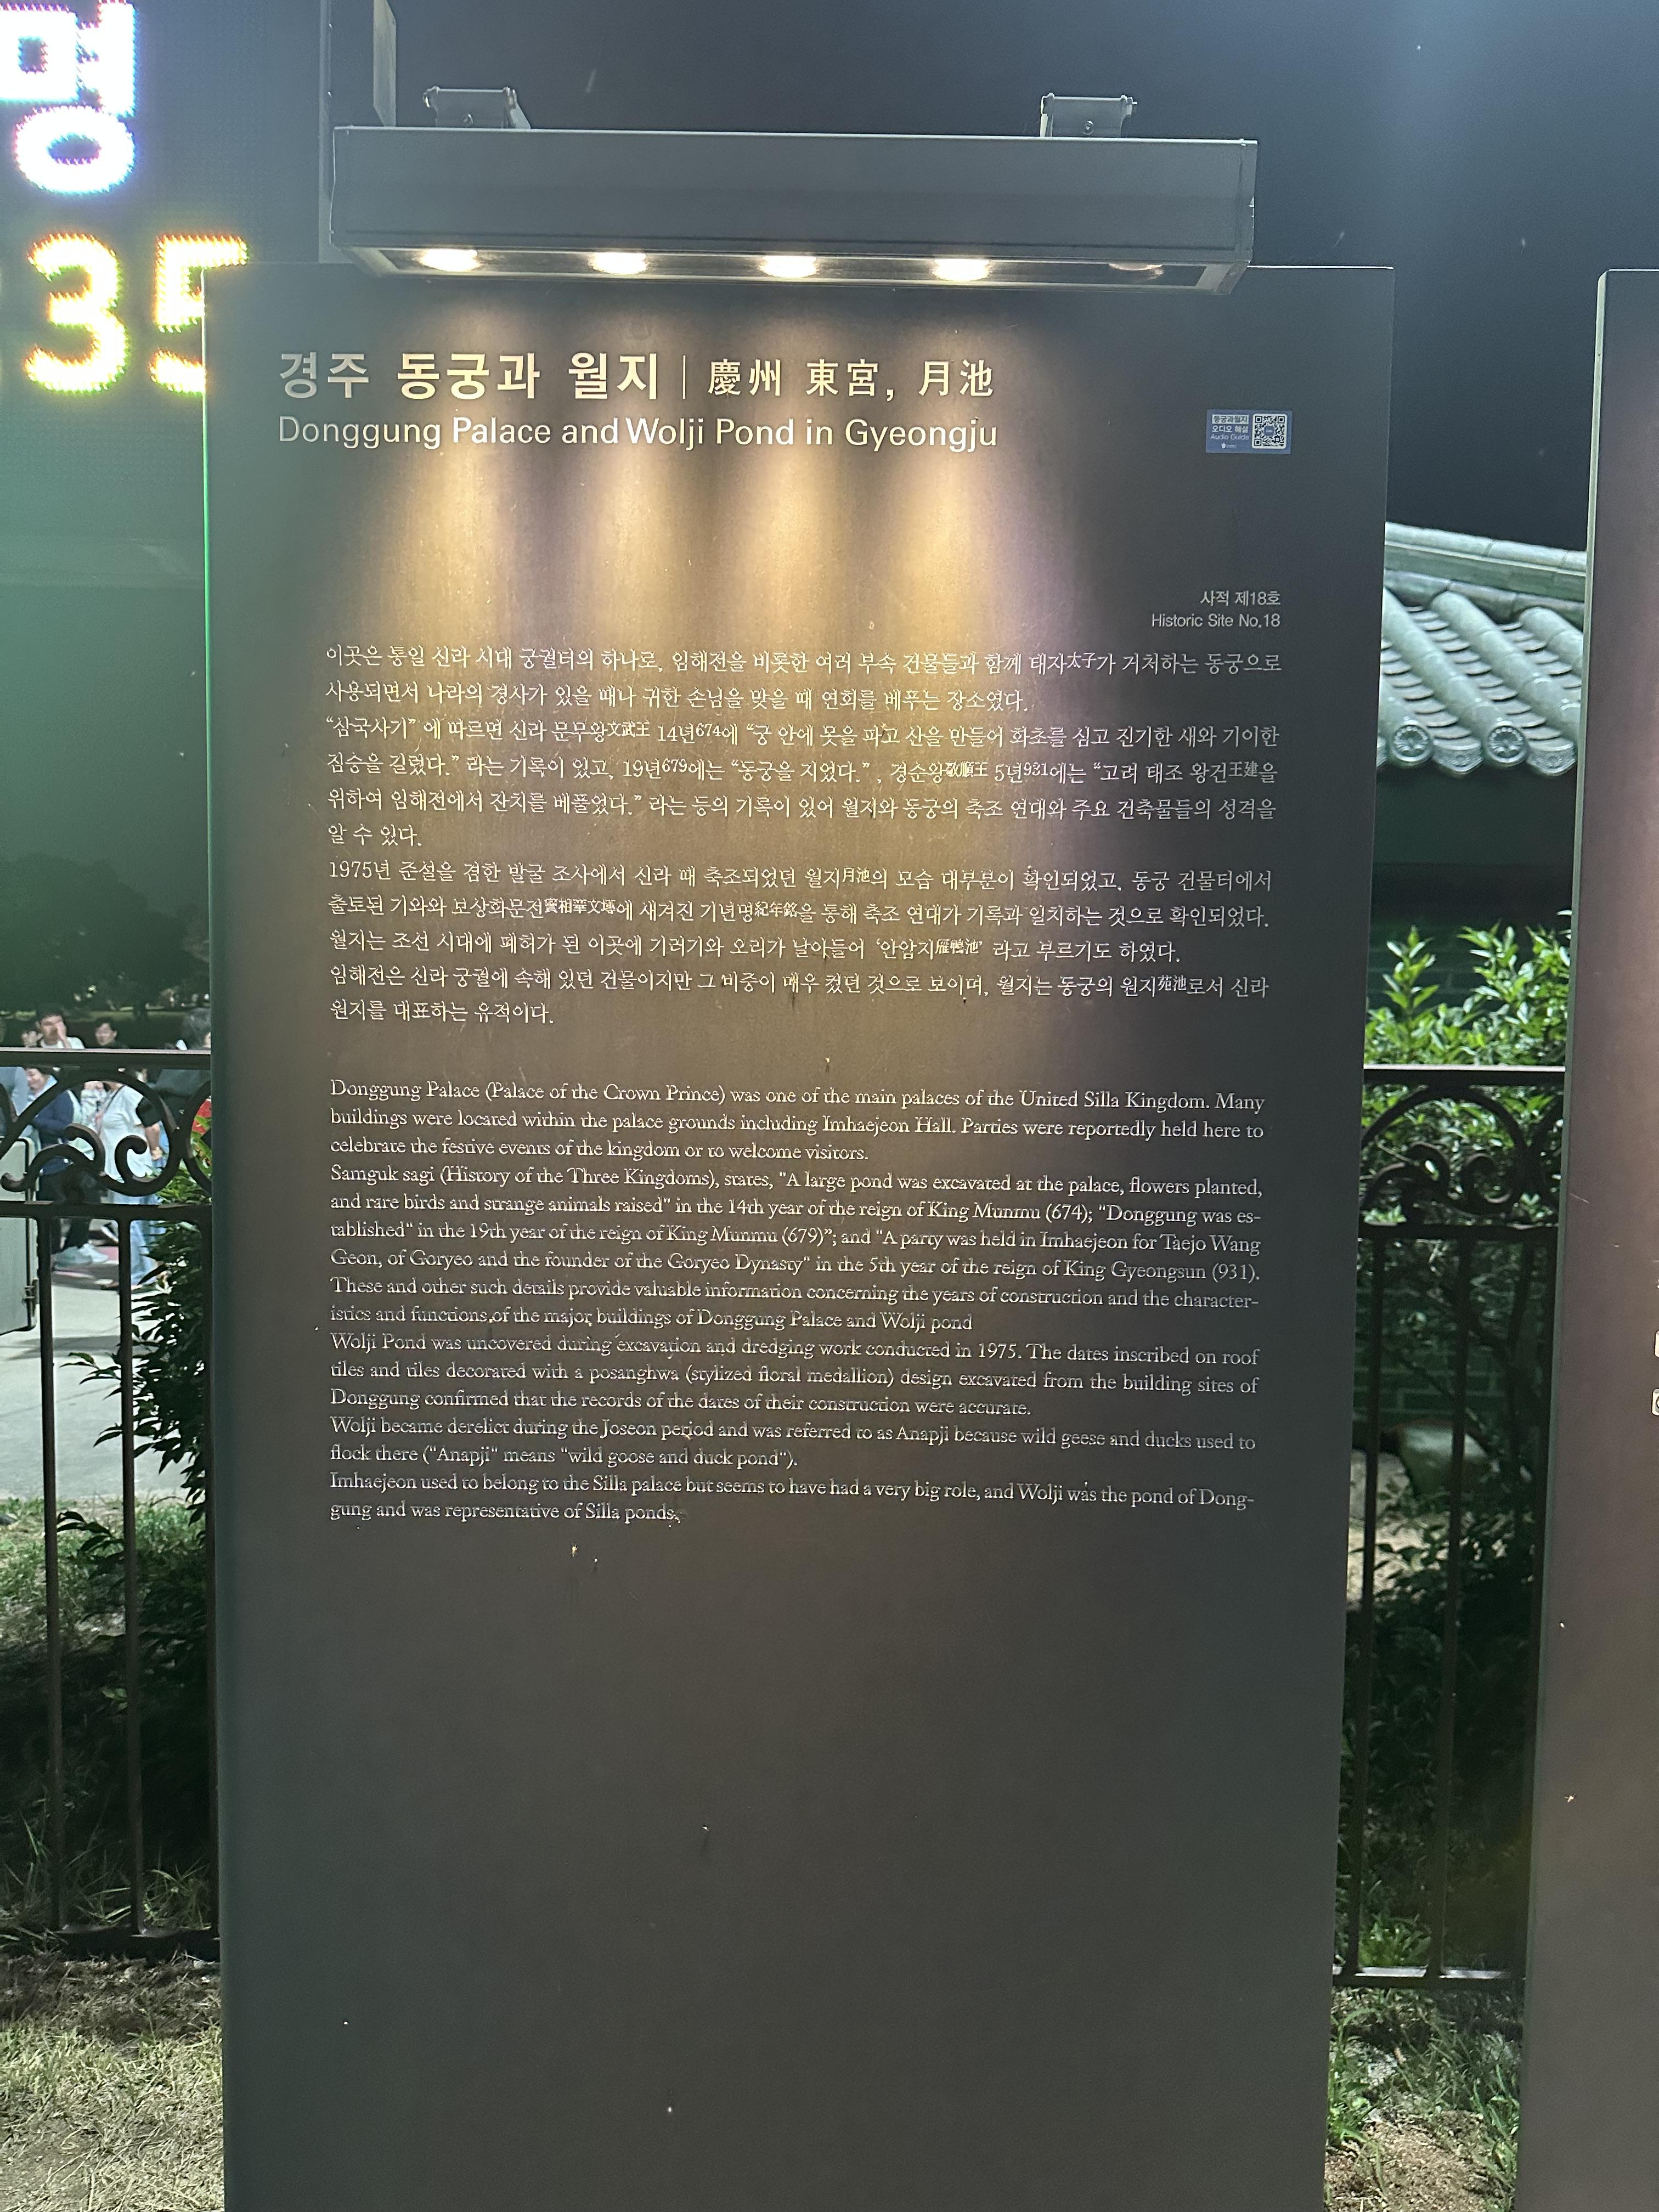 명
35
경주 동궁과 월지 | 慶州 東宮, 月池
Donggung Palace and Wolji Pond in Gyeongju
동궁과월지
오디오 해설
Audio Guide
사적 제18호
Historic Site No.18
이곳은 통일 신라 시대 궁궐터의 하나로, 임해전을 비롯한 여러 부속 건물들과 함께 태자太子가 거처하는 동궁으로
사용되면서 나라의 경사가 있을 때나 귀한 손님을 맞을 때 연회를 베푸는 장소였다.
“삼국사기” 에 따르면 신라 문무왕文武王 14년674에 “궁 안에 못을 파고 산을 만들어 화초를 심고 진기한 새와 기이한
짐승을 길렀다.” 라는 기록이 있고, 19년679에는 “동궁을 지었다.” , 경순왕敬順王 5년931에는 “고려 태조 왕건王建을
위하여 임해전에서 잔치를 베풀었다.” 라는 등의 기록이 있어 월지와 동궁의 축조 연대와 주요 건축물들의 성격을
알 수 있다.
1975년 준설을 겸한 발굴 조사에서 신라 때 축조되었던 월지月池의 모습 대부분이 확인되었고, 동궁 건물터에서
출토된 기와와 보상화문전寶相華文塼에 새겨진 기년명紀年銘을 통해 축조 연대가 기록과 일치하는 것으로 확인되었다.
월지는 조선 시대에 폐허가 된 이곳에 기러기와 오리가 날아들어 ‘안압지雁鴨池’ 라고 부르기도 하였다.
임해전은 신라 궁궐에 속해 있던 건물이지만 그 비중이 매우 컸던 것으로 보이며, 월지는 동궁의 원지苑池로서 신라
원지를 대표하는 유적이다.
Donggung Palace (Palace of the Crown Prince) was one of the main palaces of the United Silla Kingdom. Many
buildings were located within the palace grounds including Imhaejeon Hall. Parties were reportedly held here to
celebrate the festive events of the kingdom or to welcome visitors.
Samguk sagi (History of the Three Kingdoms), states, "A large pond was excavated at the palace, flowers planted,
and rare birds and strange animals raised" in the 14th year of the reign of King Munmu (674); "Donggung was es-
tablished" in the 19th year of the reign of King Munmu (679)”; and "A party was held in Imhaejeon for Taejo Wang
Geon, of Goryeo and the founder of the Goryeo Dynasty" in the 5th year of the reign of King Gyeongsun (931).
These and other such details provide valuable information concerning the years of construction and the character-
istics and functions of the major buildings of Donggung Palace and Wolji pond
Wolji Pond was uncovered during excavation and dredging work conducted in 1975. The dates inscribed on roof
tiles and tiles decorated with a posanghwa (stylized floral medallion) design excavated from the building sites of
Donggung confirmed that the records of the dates of their construction were accurate.
Wolji became derelict during the Joseon period and was referred to as Anapji because wild geese and ducks used to
flock there ("Anapji" means "wild goose and duck pond").
Imhaejeon used to belong to the Silla palace but seems to have had a very big role, and Wolji was the pond of Dong-
gung and was representative of Silla ponds.